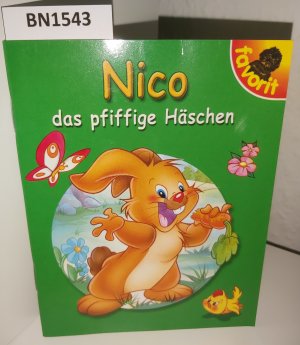 BN1543
favorit
Nico
das pfiffige Häschen